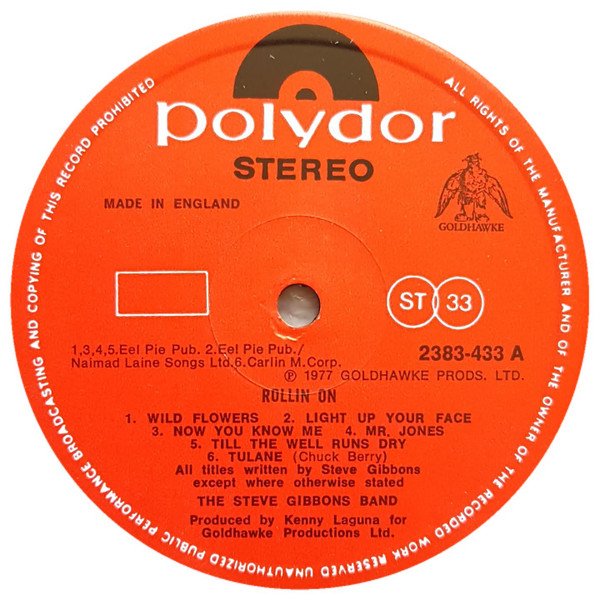 polydor
STEREO
MADE IN ENGLAND
GOLDHAWKE
ST 33
1,3,4,5.Eel Pie Pub. 2.Eel Pie Pub./
Naimad Laine Songs Ltd.6.Carlin M.Corp.
2383-433 A
℗ 1977 GOLDHAWKE PRODS. LTD.
ROLLIN ON
1. WILD FLOWERS 2. LIGHT UP YOUR FACE
3. NOW YOU KNOW ME 4. MR. JONES
5. TILL THE WELL RUNS DRY
6. TULANE (Chuck Berry)
All titles written by Steve Gibbons
except where otherwise stated
THE STEVE GIBBONS BAND
Produced by Kenny Laguna for
Goldhawke Productions Ltd.
ALL RIGHTS OF THE MANUFACTURER AND OF THE OWNER OF THE RECORDED WORK RESERVED UNAUTHORIZED PUBLIC PERFORMANCE BROADCASTING AND COPYING OF THIS RECORD PROHIBITED